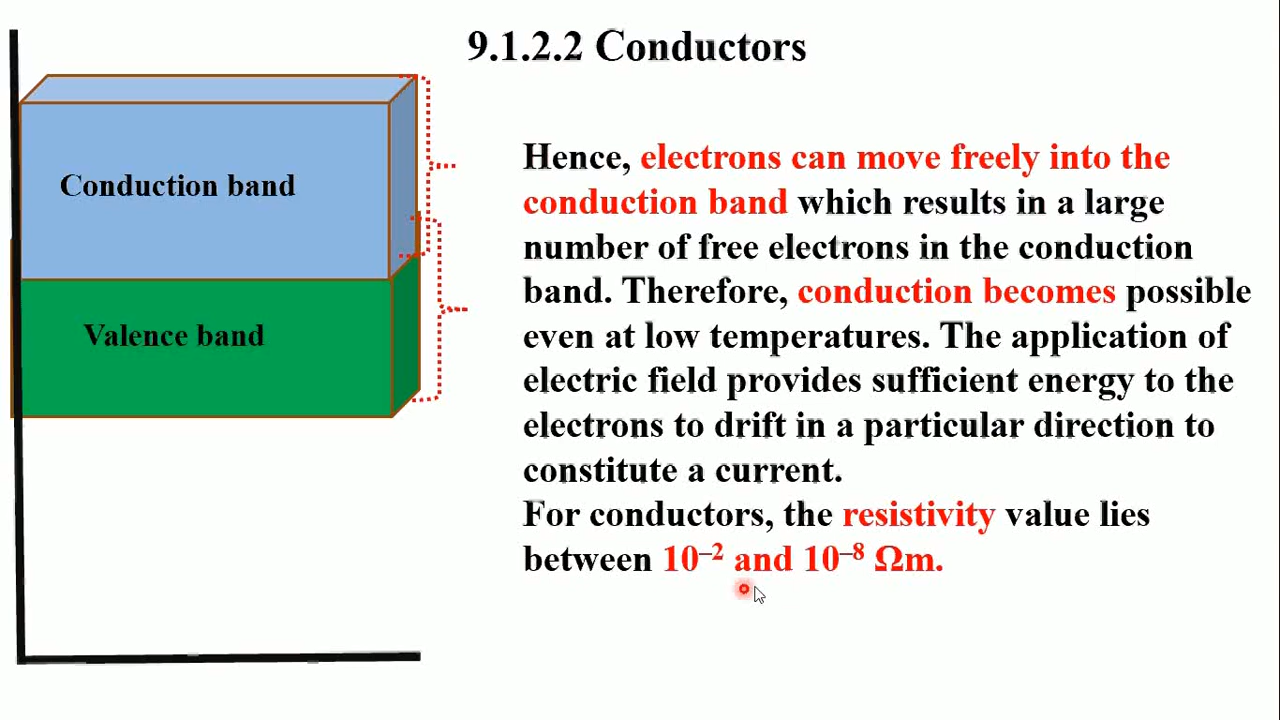 9.1.2.2 Conductors
Conduction band
Valence band
Hence, electrons can move freely into the
conduction band which results in a large
number of free electrons in the conduction
band. Therefore, conduction becomes possible
even at low temperatures. The application of
electric field provides sufficient energy to the
electrons to drift in a particular direction to
constitute a current.
For conductors, the resistivity value lies
between 10⁻² and 10⁻⁸ Ωm.